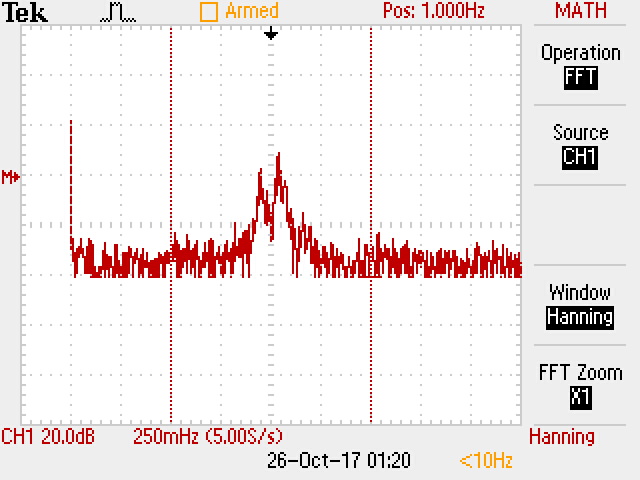 Tek Armed Pos: 1.000Hz MATH
Operation
FFT
Source
CH1
M
Window
Hanning
FFT Zoom
X1
CH1 20.0dB 250mHz (5.00S/s) Hanning
26-Oct-17 01:20 <10Hz